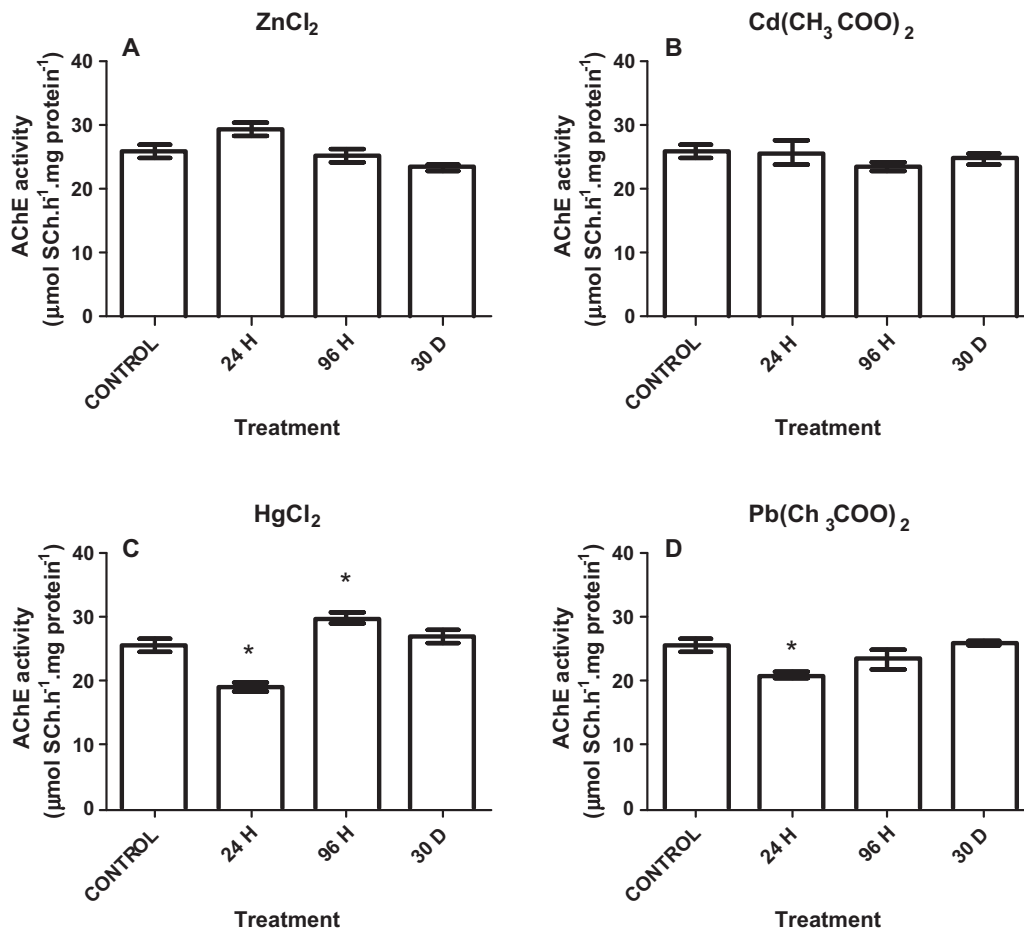 ZnCl₂
A
AChE activity
(μmol SCh.h⁻¹.mg protein⁻¹)
40
30
20
10
0
CONTROL
24 H
96 H
30 D
Treatment
Cd(CH₃ COO) ₂
B
AChE activity
(μmol SCh.h⁻¹.mg protein⁻¹)
40
30
20
10
0
CONTROL
24 H
96 H
30 D
Treatment
HgCl₂
C
AChE activity
(μmol SCh.h⁻¹.mg protein⁻¹)
40
30
20
10
0
*
*
CONTROL
24 H
96 H
30 D
Treatment
Pb(Ch ₃COO) ₂
D
AChE activity
(μmol SCh.h⁻¹.mg protein⁻¹)
40
30
20
10
0
*
CONTROL
24 H
96 H
30 D
Treatment